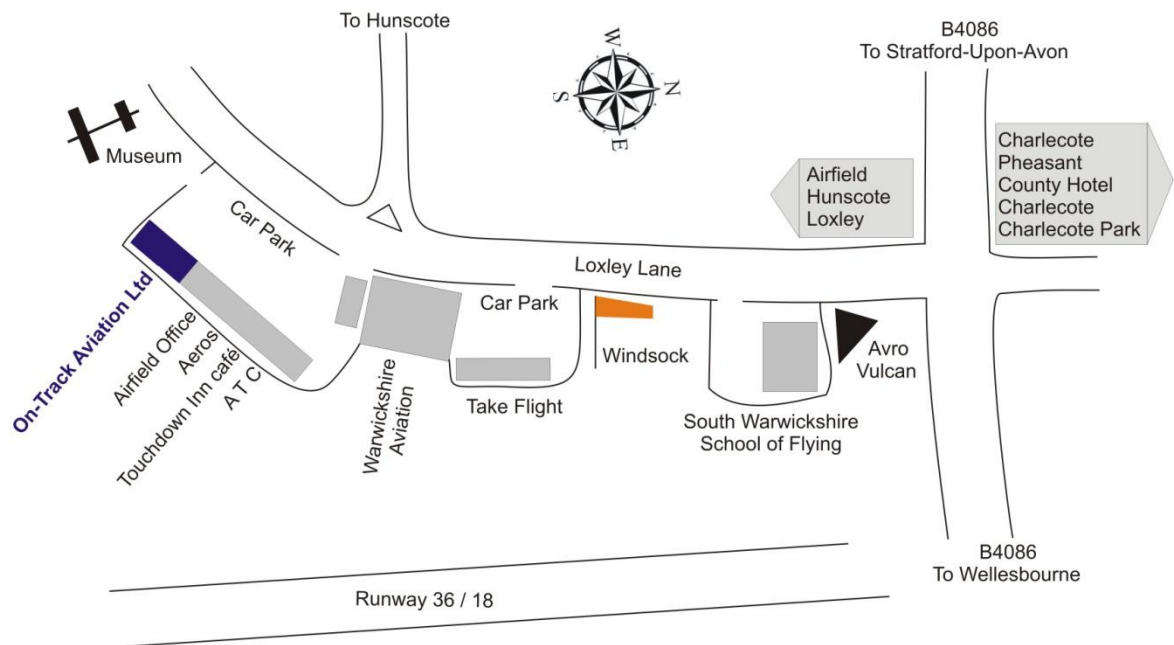 To Hunscote
B4086
To Stratford-Upon-Avon
W
N
S
E
Museum
Charlecote
Pheasant
County Hotel
Charlecote
Charlecote Park
Airfield
Hunscote
Loxley
Car Park
Loxley Lane
Car Park
On-Track Aviation Ltd
Airfield Office
Aeros
Touchdown Inn café
A T C
Warwickshire
Aviation
Take Flight
Windsock
South Warwickshire
School of Flying
Avro
Vulcan
B4086
To Wellesbourne
Runway 36 / 18